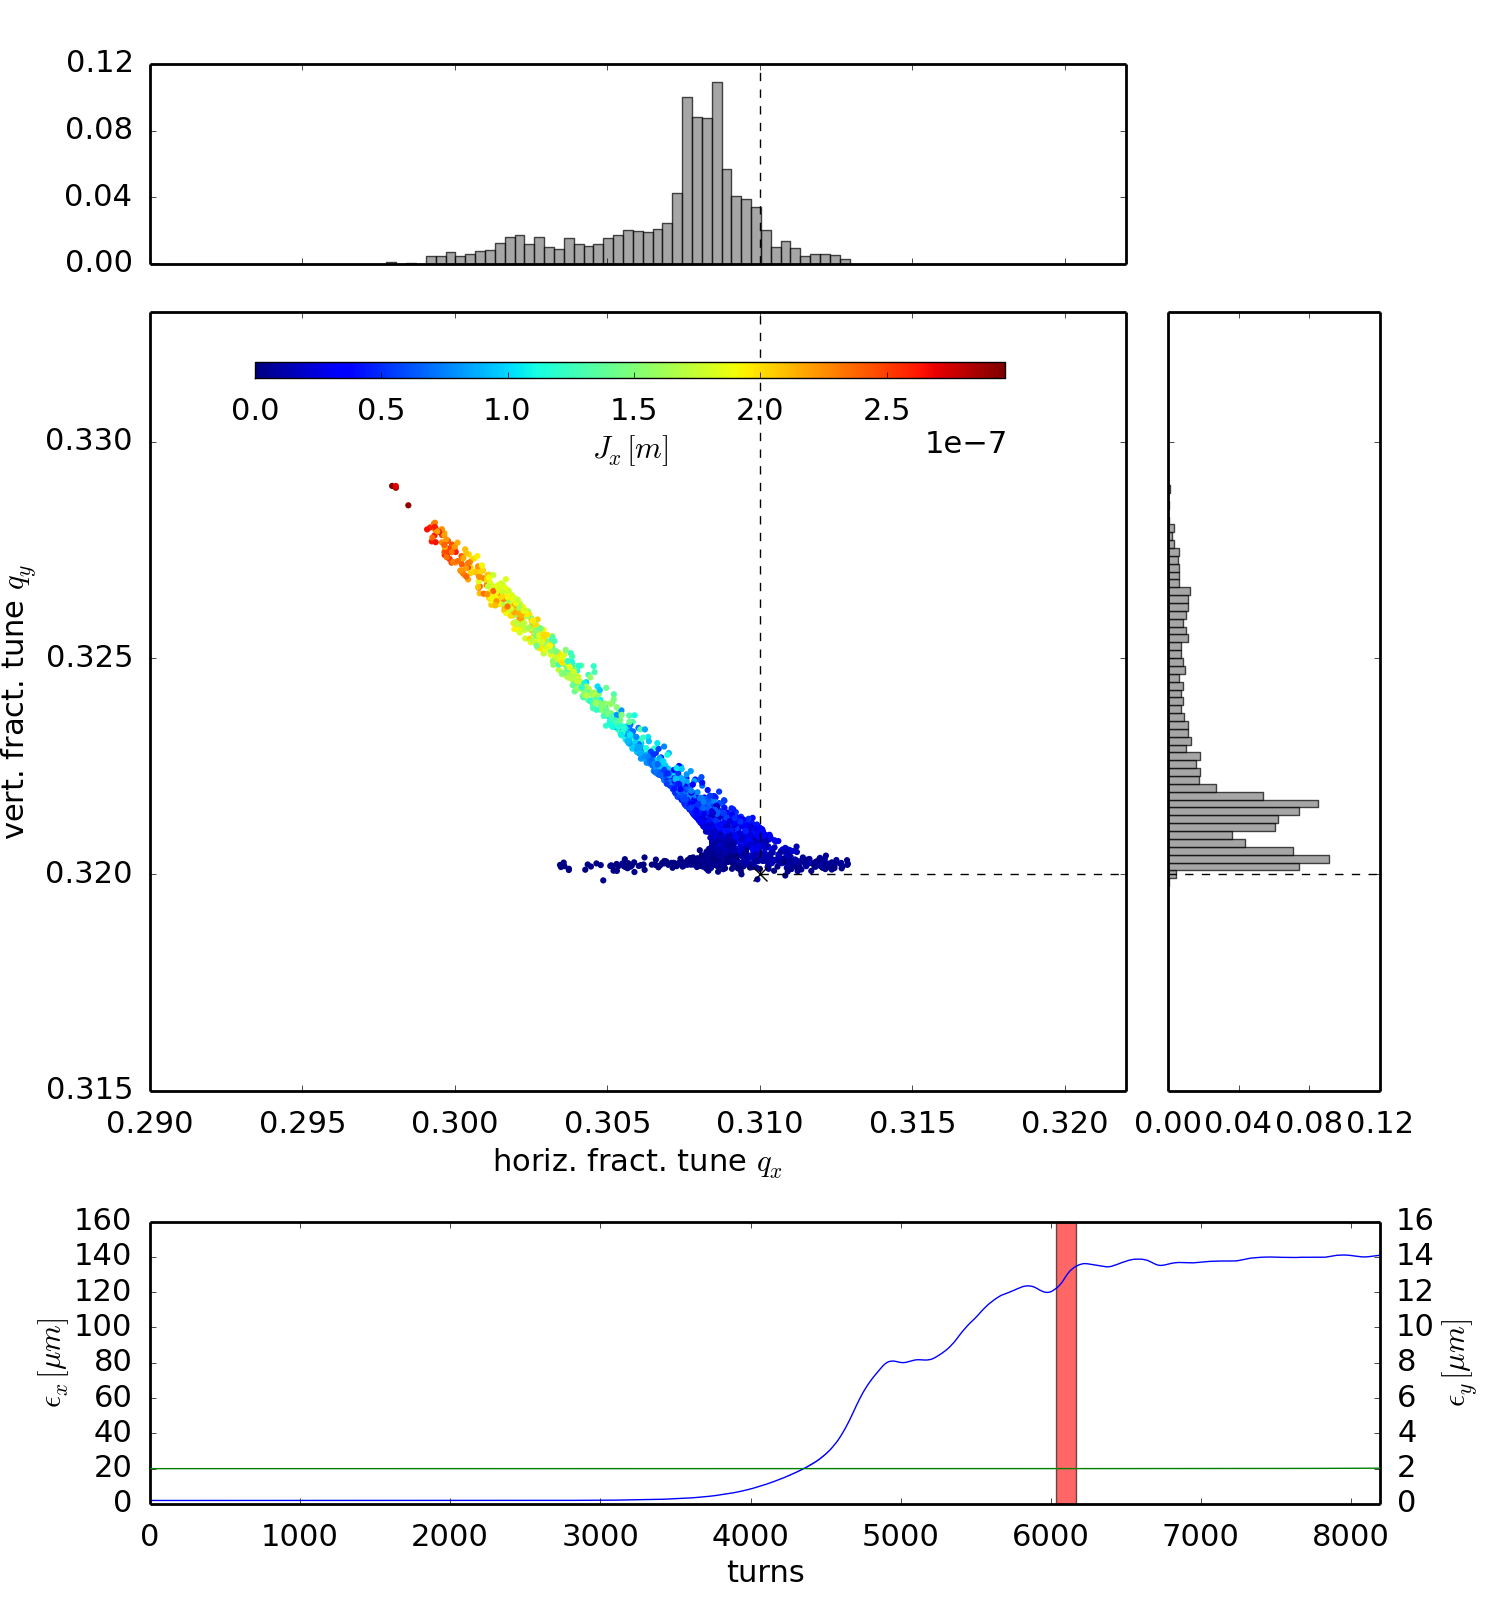 0.12
0.08
0.04
0.00
0.0 0.5 1.0 1.5 2.0 2.5
J_x [m]
1e−7
0.330
0.325
0.320
0.315
vert. fract. tune q_y
0.290 0.295 0.300 0.305 0.310 0.315 0.320
0.00 0.04 0.08 0.12
horiz. fract. tune q_x
160
140
120
100
80
60
40
20
0
ϵ_x [μm]
16
14
12
10
8
6
4
2
0
ϵ_y [μm]
0 1000 2000 3000 4000 5000 6000 7000 8000
turns